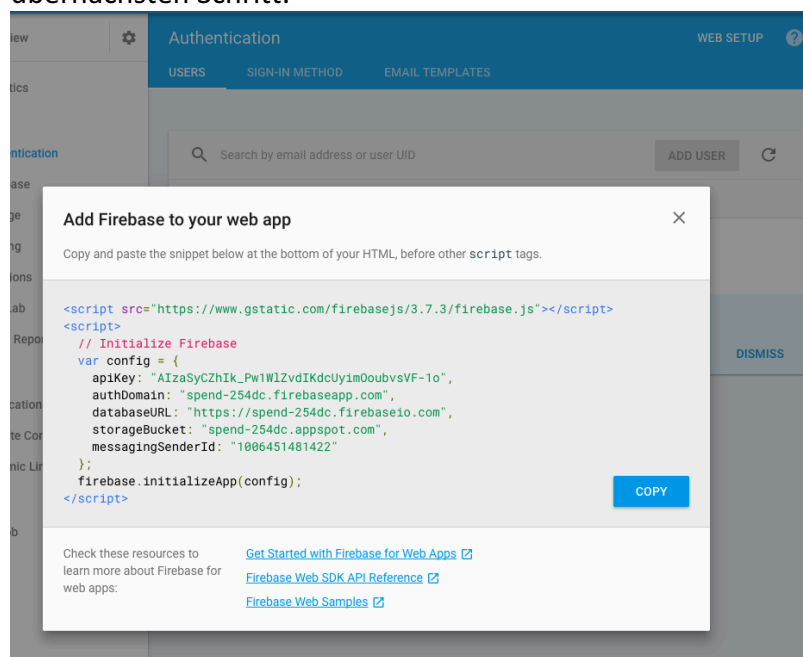 übernächsten Schritt.
iew
Authentication
WEB SETUP
USERS SIGN-IN METHOD EMAIL TEMPLATES
tics
ntication
Search by email address or user UID
ADD USER
ase
ge
ng
ions
ab
Repo
DISMISS
cation
te Cor
mic Lin
b
Add Firebase to your web app
Copy and paste the snippet below at the bottom of your HTML, before other script tags.
<script src="https://www.gstatic.com/firebasejs/3.7.3/firebase.js"></script>
<script>
// Initialize Firebase
var config = {
apiKey: "AIzaSyCZhIk_Pw1WlZvdIKdcUyimOoubvsVF-1o",
authDomain: "spend-254dc.firebaseapp.com",
databaseURL: "https://spend-254dc.firebaseio.com",
storageBucket: "spend-254dc.appspot.com",
messagingSenderId: "1006451481422"
};
firebase.initializeApp(config);
</script>
COPY
Check these resources to
learn more about Firebase for
web apps:
Get Started with Firebase for Web Apps
Firebase Web SDK API Reference
Firebase Web Samples